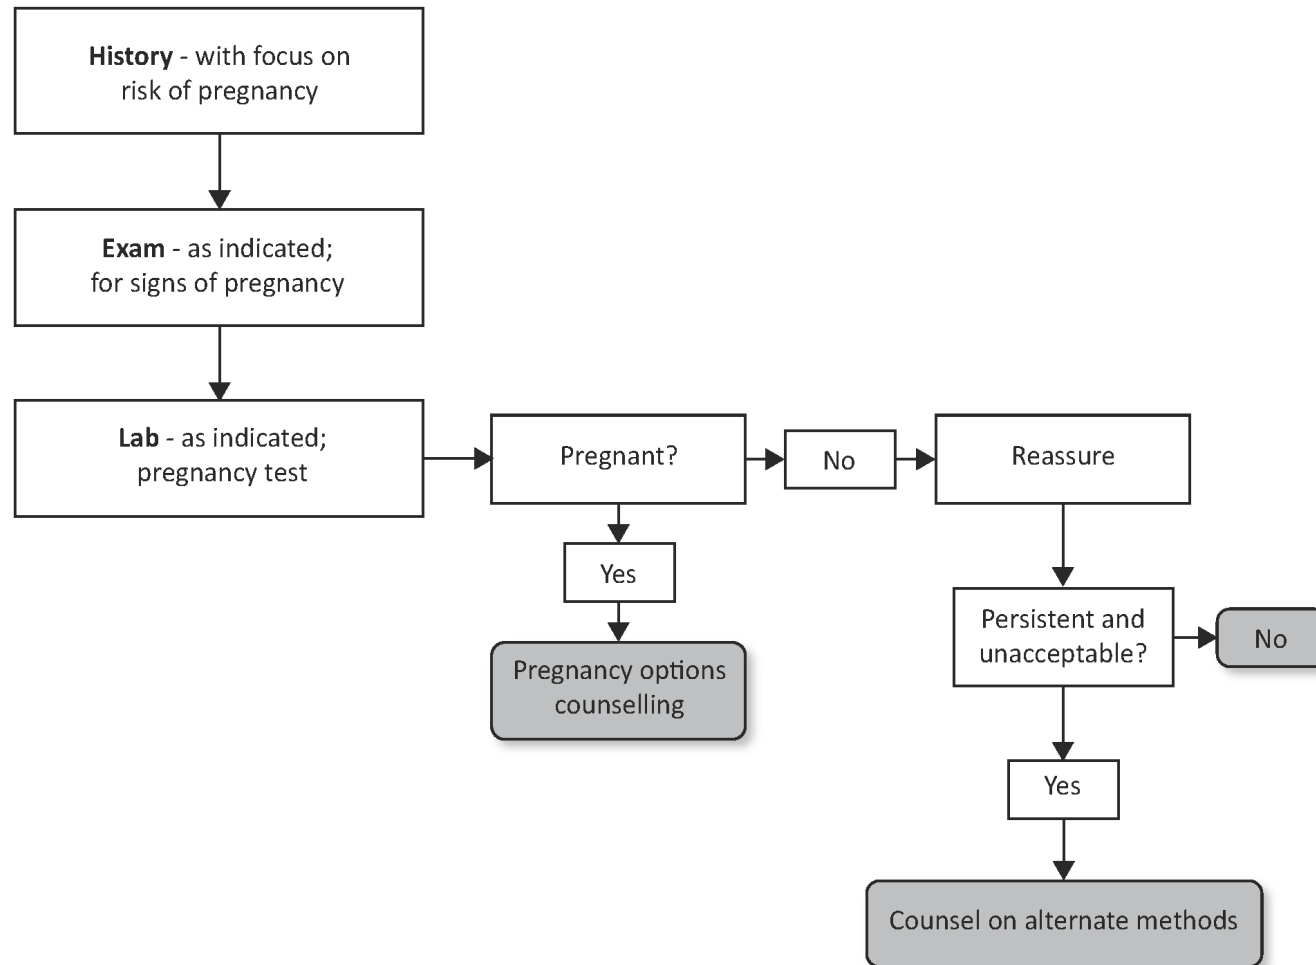 History - with focus on
risk of pregnancy
Exam - as indicated;
for signs of pregnancy
Lab - as indicated;
pregnancy test
Pregnant?
No
Reassure
Yes
Pregnancy options
counselling
Persistent and
unacceptable?
No
Yes
Counsel on alternate methods